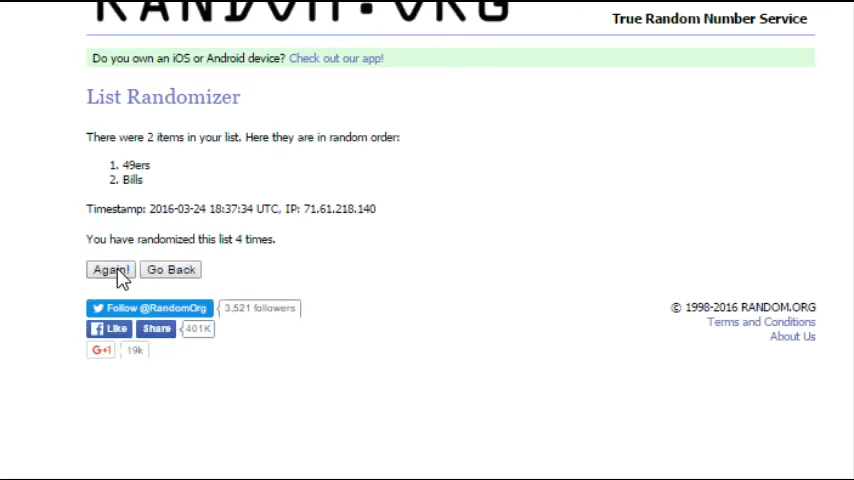 RANDOM.ORG
True Random Number Service
Do you own an iOS or Android device? Check out our app!
List Randomizer
There were 2 items in your list. Here they are in random order:
1. 49ers
2. Bills
Timestamp: 2016-03-24 18:37:34 UTC, IP: 71.61.218.140
You have randomized this list 4 times.
Again! Go Back
Follow @RandomOrg 3,521 followers
Like Share 401K
G+1 19k
© 1998-2016 RANDOM.ORG
Terms and Conditions
About Us